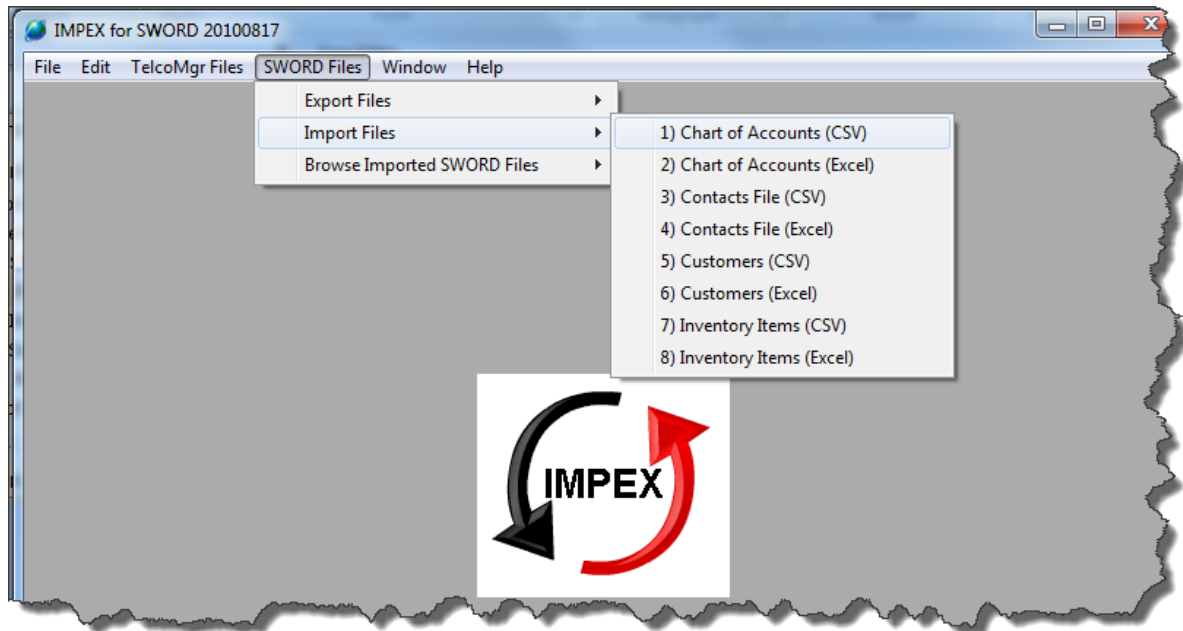 IMPEX for SWORD 20100817
File Edit TelcoMgr Files SWORD Files Window Help
Export Files
Import Files
Browse Imported SWORD Files
1) Chart of Accounts (CSV)
2) Chart of Accounts (Excel)
3) Contacts File (CSV)
4) Contacts File (Excel)
5) Customers (CSV)
6) Customers (Excel)
7) Inventory Items (CSV)
8) Inventory Items (Excel)
IMPEX